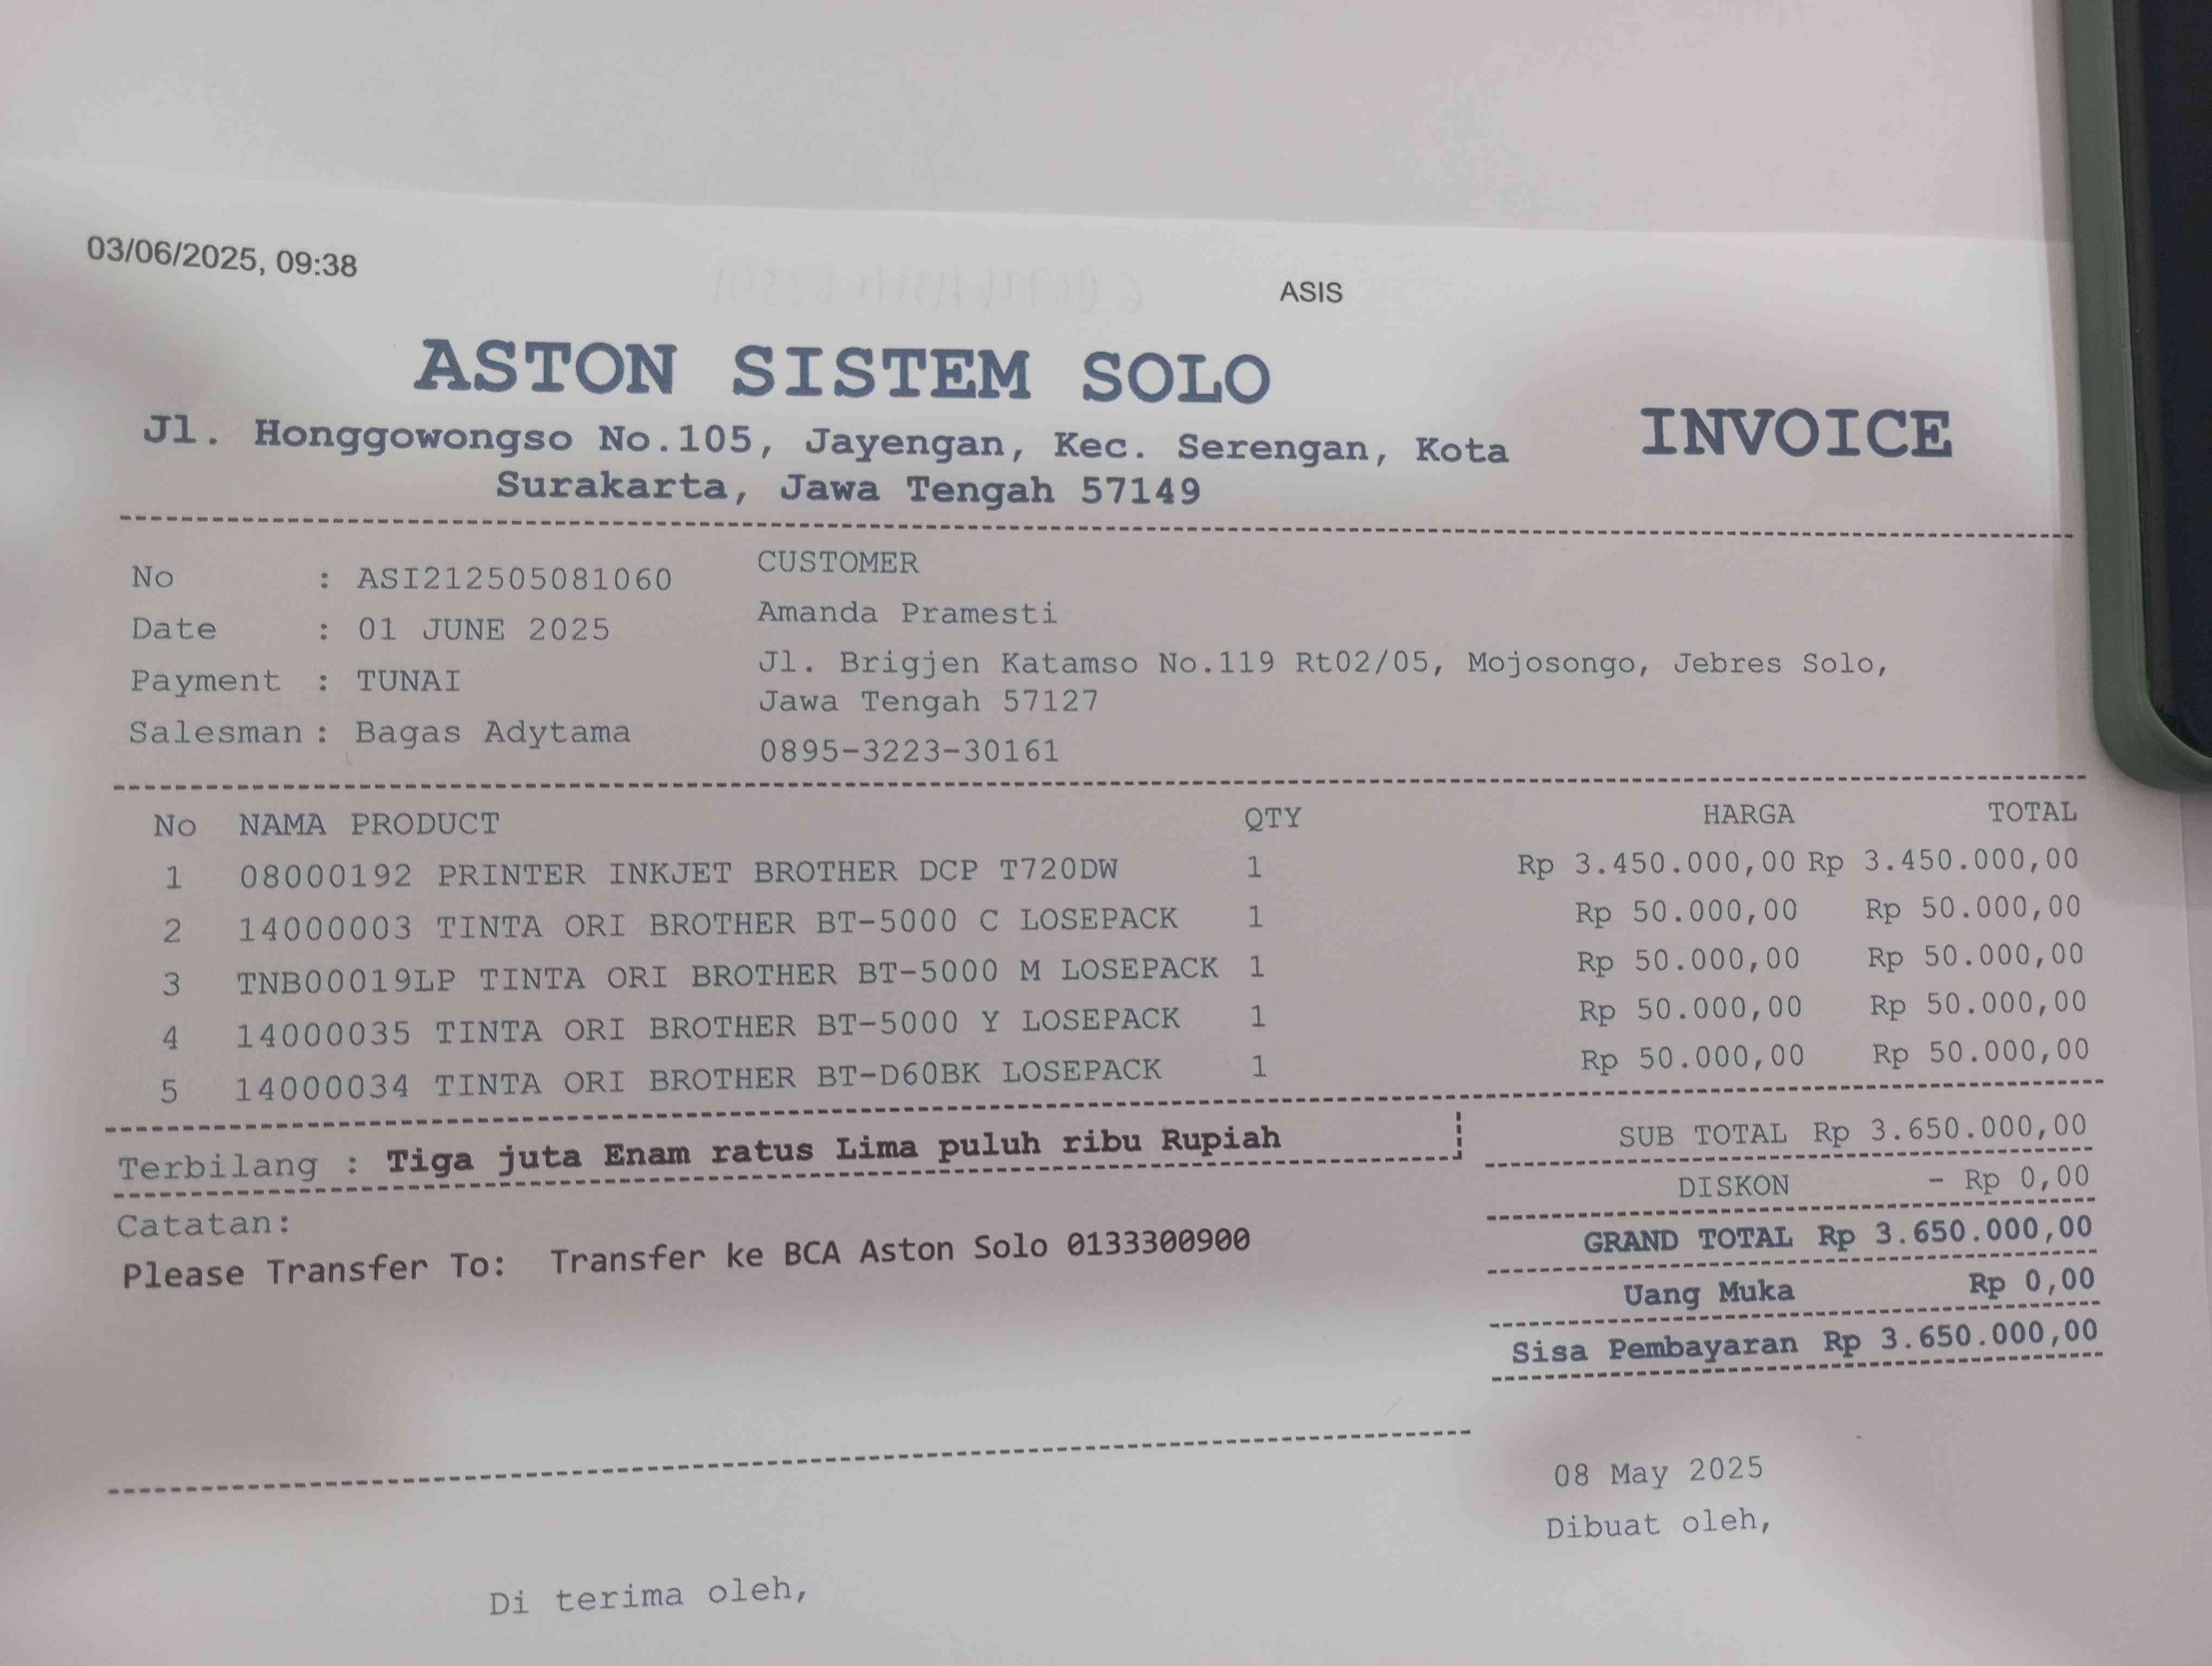 03/06/2025, 09:38
ASIS
ASTON SISTEM SOLO
INVOICE
Jl. Honggowongso No.105, Jayengan, Kec. Serengan, Kota
Surakarta, Jawa Tengah 57149
No : ASI212505081060
Date : 01 JUNE 2025
Payment : TUNAI
Salesman : Bagas Adytama
CUSTOMER
Amanda Pramesti
Jl. Brigjen Katamso No.119 Rt02/05, Mojosongo, Jebres Solo,
Jawa Tengah 57127
0895-3223-30161
No NAMA PRODUCT QTY HARGA TOTAL
1 08000192 PRINTER INKJET BROTHER DCP T720DW 1 Rp 3.450.000,00 Rp 3.450.000,00
2 14000003 TINTA ORI BROTHER BT-5000 C LOSEPACK 1 Rp 50.000,00 Rp 50.000,00
3 TNB00019LP TINTA ORI BROTHER BT-5000 M LOSEPACK 1 Rp 50.000,00 Rp 50.000,00
4 14000035 TINTA ORI BROTHER BT-5000 Y LOSEPACK 1 Rp 50.000,00 Rp 50.000,00
5 14000034 TINTA ORI BROTHER BT-D60BK LOSEPACK 1 Rp 50.000,00 Rp 50.000,00
Terbilang : Tiga juta Enam ratus Lima puluh ribu Rupiah
Catatan:
Please Transfer To: Transfer ke BCA Aston Solo 0133300900
SUB TOTAL Rp 3.650.000,00
DISKON - Rp 0,00
GRAND TOTAL Rp 3.650.000,00
Uang Muka Rp 0,00
Sisa Pembayaran Rp 3.650.000,00
08 May 2025
Dibuat oleh,
Di terima oleh,